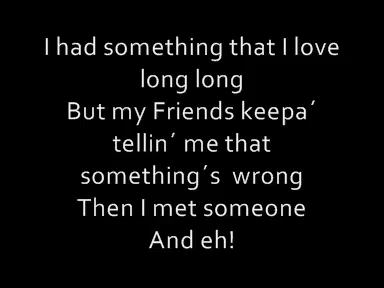 I had something that I love
long long
But my Friends keepa´
tellin´ me that
something´s  wrong
Then I met someone
And eh!